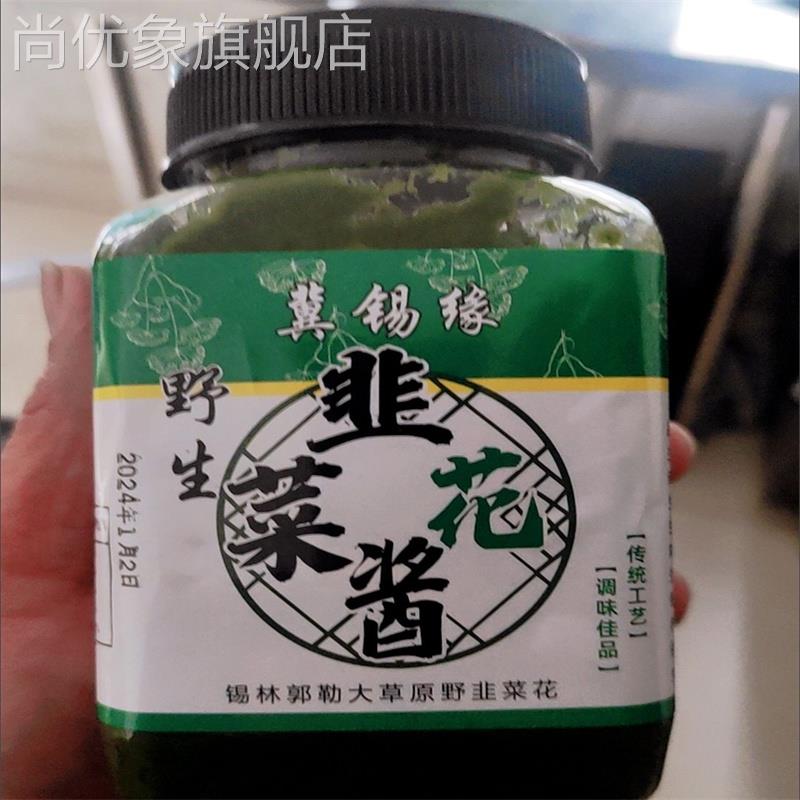 尚优象旗舰店
冀锡缘
野生
韭菜花酱
2024年1月2日
【传统工艺】
【调味佳品】
锡林郭勒大草原野韭菜花